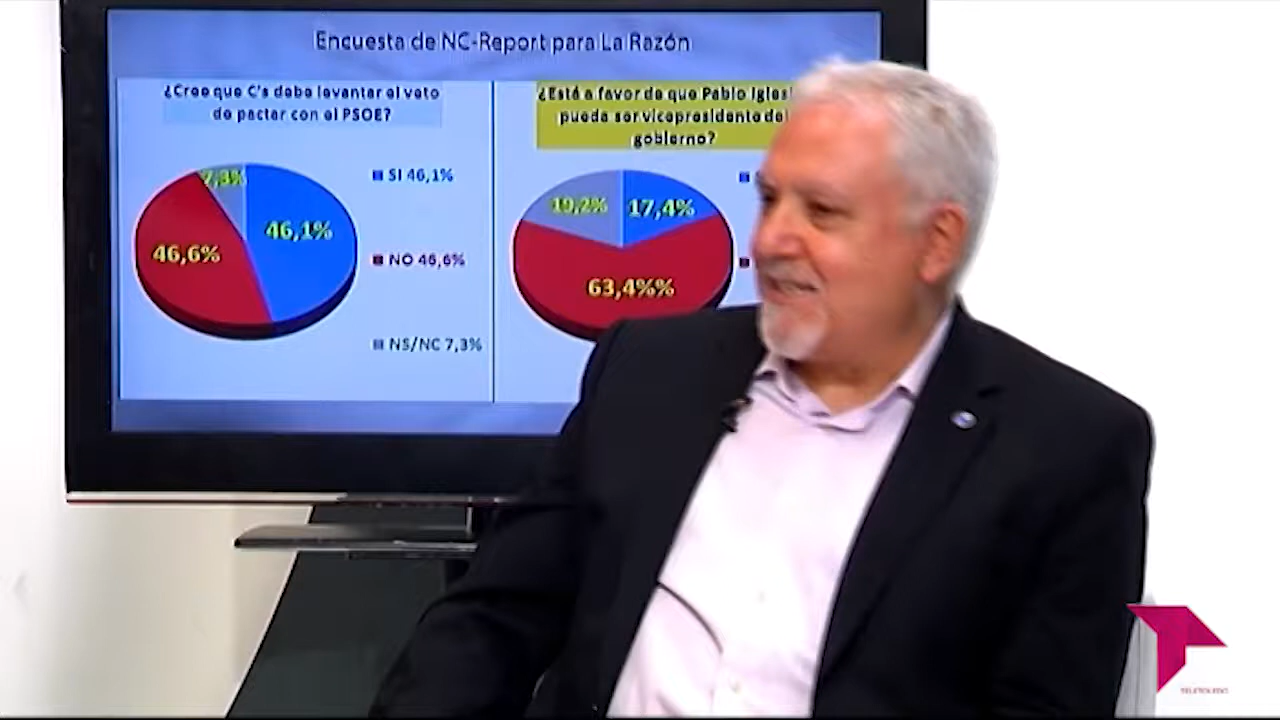 Encuesta de NC-Report para La Razón
¿Cree que C's debe levantar el veto
de pactar con el PSOE?
7,3%
46,1%
46,6%
SI 46,1%
NO 46,6%
NS/NC 7,3%
¿Está a favor de que Pablo Igles
pueda ser vicepresidente del
gobierno?
19,2%
17,4%
63,4%%
TELETOLEDO